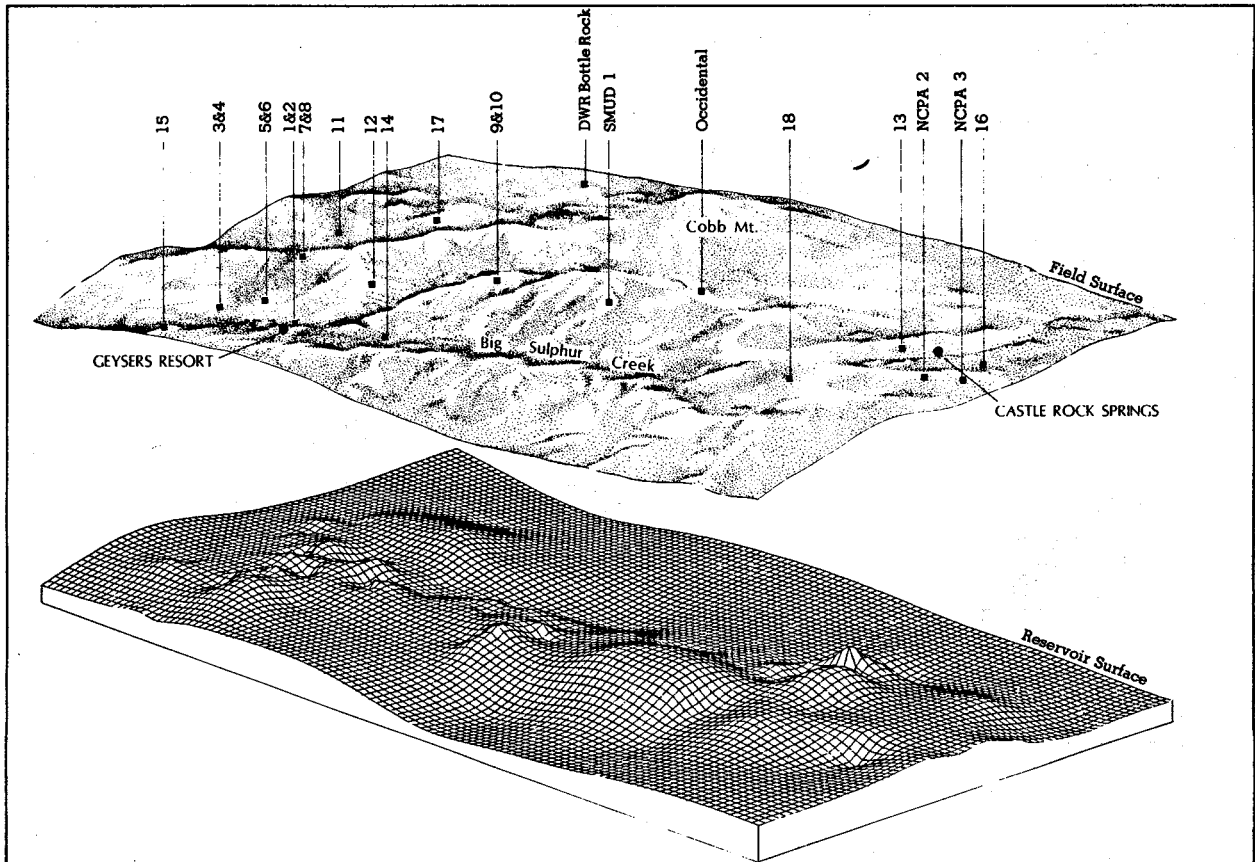 15
3&4
5&6
1&2
7&8
11
12
14
17
9&10
DWR Bottle Rock
SMUD 1
Occidental
18
13
NCPA 2
NCPA 3
16
Cobb Mt.
Field Surface
GEYSERS RESORT
Big Sulphur Creek
CASTLE ROCK SPRINGS
Reservoir Surface